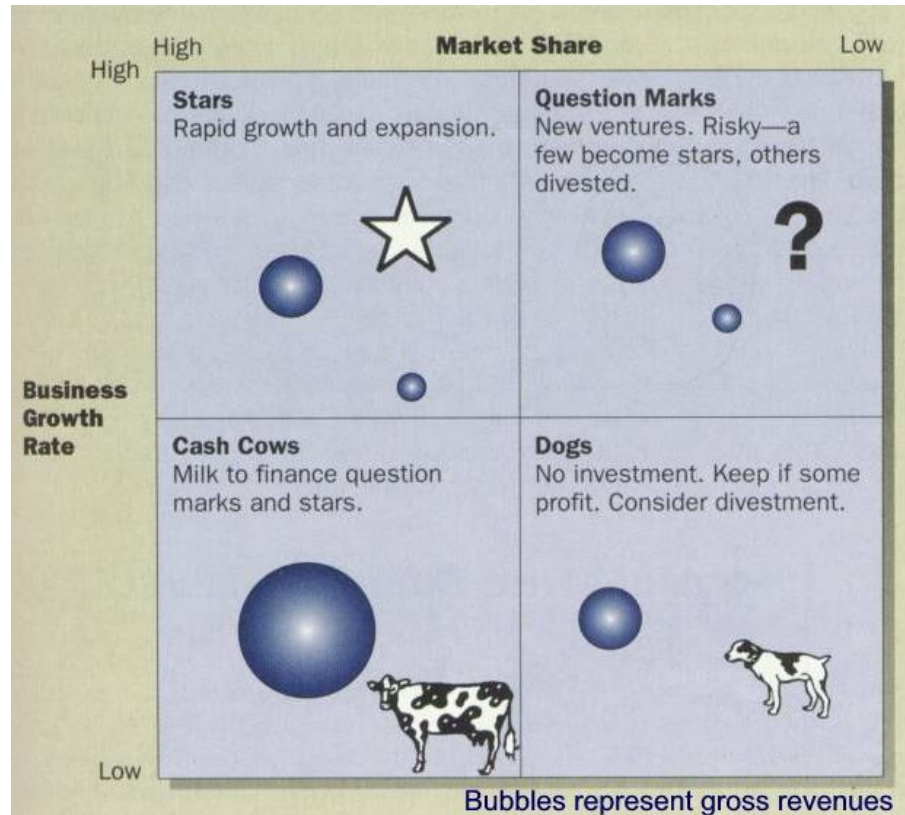 High
Market Share
Low
High
Stars
Rapid growth and expansion.
Question Marks
New ventures. Risky—a
few become stars, others
divested.
?
Business
Growth
Rate
Cash Cows
Milk to finance question
marks and stars.
Dogs
No investment. Keep if some
profit. Consider divestment.
Low
Bubbles represent gross revenues